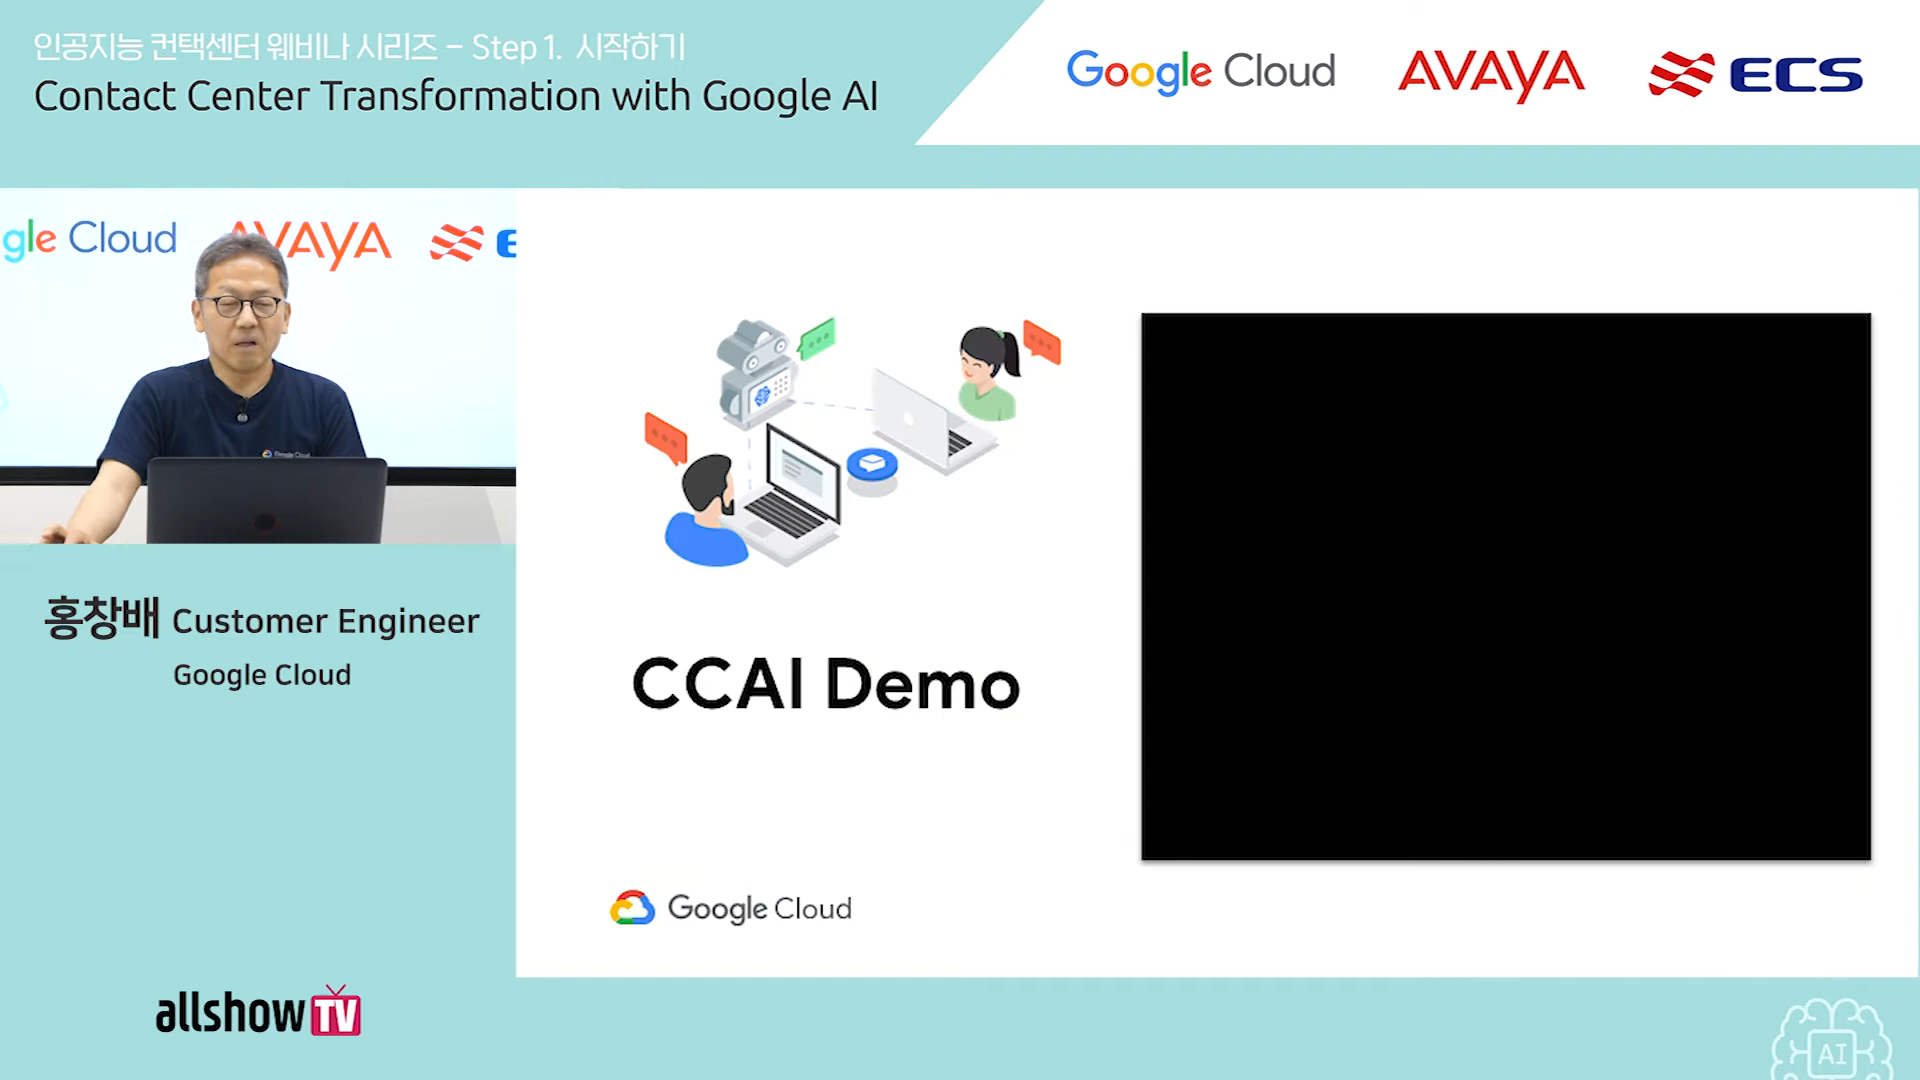 인공지능 컨택센터 웨비나 시리즈 – Step 1. 시작하기
Contact Center Transformation with Google AI
Google Cloud
AVAYA
ECS
gle Cloud
AVAYA
E
Google Cloud
홍창배 Customer Engineer
Google Cloud
CCAI Demo
Google Cloud
allshow TV
AI